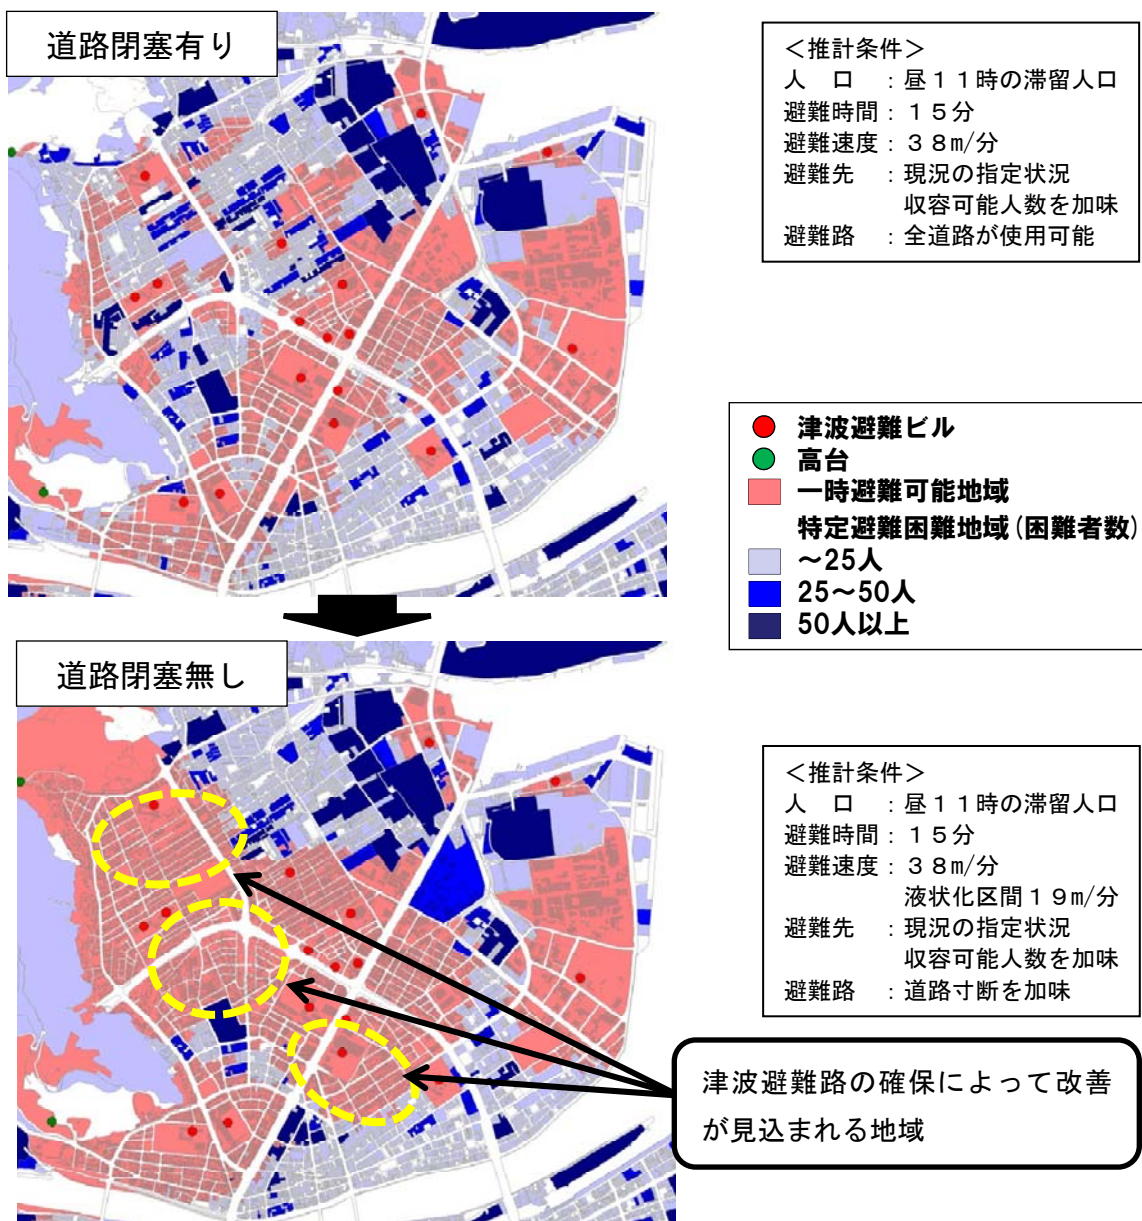 道路閉塞有り
＜推計条件＞
人　口　：昼１１時の滞留人口
避難時間：１５分
避難速度：３８m/分
避難先　：現況の指定状況
収容可能人数を加味
避難路　：全道路が使用可能
津波避難ビル
高台
一時避難可能地域
特定避難困難地域(困難者数)
～25人
25～50人
50人以上
道路閉塞無し
＜推計条件＞
人　口　：昼１１時の滞留人口
避難時間：１５分
避難速度：３８m/分
液状化区間１９m/分
避難先　：現況の指定状況
収容可能人数を加味
避難路　：道路寸断を加味
津波避難路の確保によって改善
が見込まれる地域